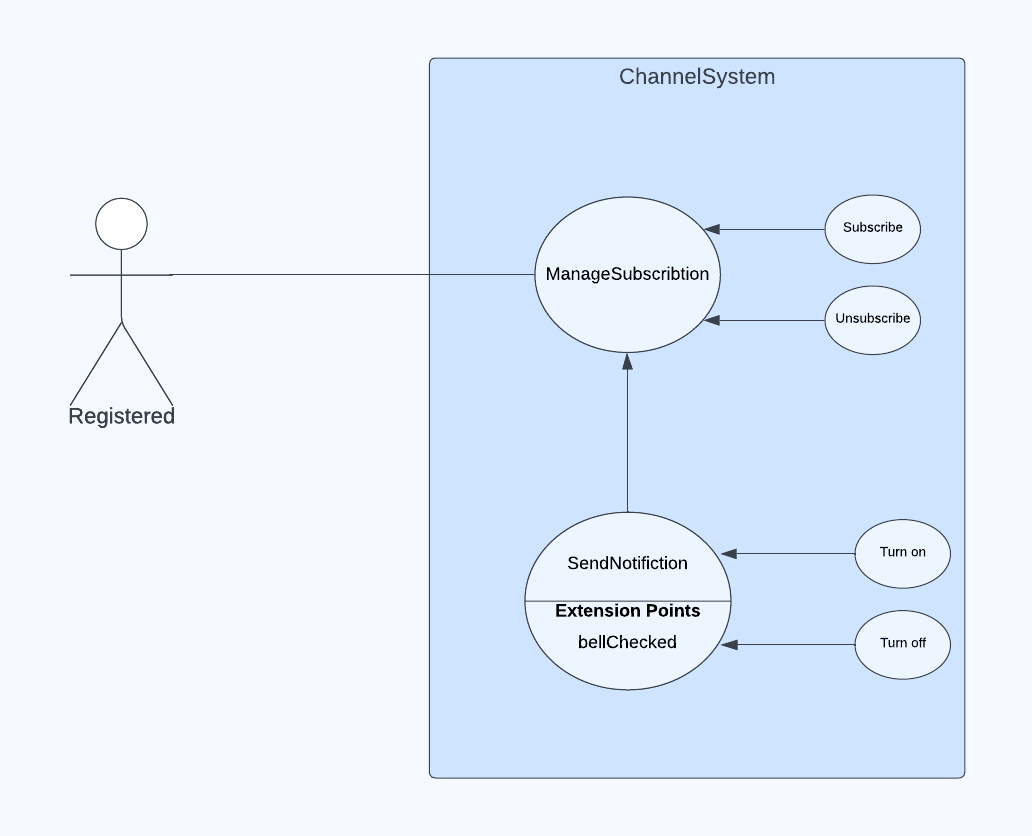 ChannelSystem
Subscribe
ManageSubscribtion
Unsubscribe
Registered
Turn on
SendNotifiction
Extension Points
bellChecked
Turn off